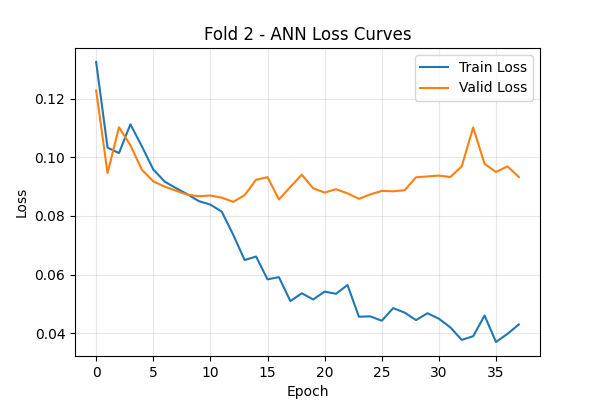 Fold 2 - ANN Loss Curves
Train Loss
Valid Loss
0.12
0.10
0.08
0.06
0.04
Loss
0 5 10 15 20 25 30 35
Epoch